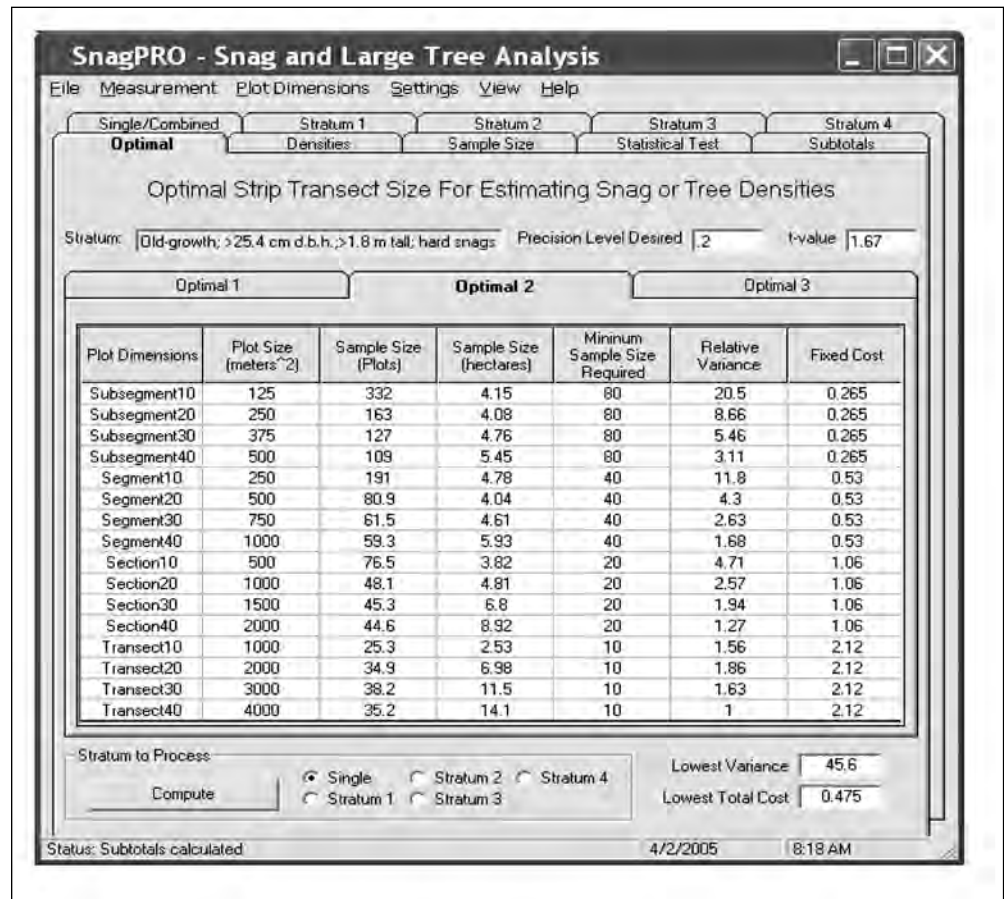 SnagPRO - Snag and Large Tree Analysis
File Measurement Plot Dimensions Settings View Help
Single/Combined Stratum 1 Stratum 2 Stratum 3 Stratum 4
Optimal Densities Sample Size Statistical Test Subtotals
Optimal Strip Transect Size For Estimating Snag or Tree Densities
Stratum: Old-growth; >25.4 cm d.b.h.;>1.8 m tall; hard snags Precision Level Desired .2 t-value 1.67
Optimal 1 Optimal 2 Optimal 3
Plot Dimensions Plot Size (meters^2) Sample Size (Plots) Sample Size (hectares) Mininum Sample Size Required Relative Variance Fixed Cost
Subsegment10 125 332 4.15 80 20.5 0.265
Subsegment20 250 163 4.08 80 8.66 0.265
Subsegment30 375 127 4.76 80 5.46 0.265
Subsegment40 500 109 5.45 80 3.11 0.265
Segment10 250 191 4.78 40 11.8 0.53
Segment20 500 80.9 4.04 40 4.3 0.53
Segment30 750 61.5 4.61 40 2.63 0.53
Segment40 1000 59.3 5.93 40 1.68 0.53
Section10 500 76.5 3.82 20 4.71 1.06
Section20 1000 48.1 4.81 20 2.57 1.06
Section30 1500 45.3 6.8 20 1.94 1.06
Section40 2000 44.6 8.92 20 1.27 1.06
Transect10 1000 25.3 2.53 10 1.56 2.12
Transect20 2000 34.9 6.98 10 1.86 2.12
Transect30 3000 38.2 11.5 10 1.63 2.12
Transect40 4000 35.2 14.1 10 1 2.12
Stratum to Process
Compute
Single Stratum 2 Stratum 4
Stratum 1 Stratum 3
Lowest Variance 45.6
Lowest Total Cost 0.475
Status: Subtotals calculated 4/2/2005 8:18 AM